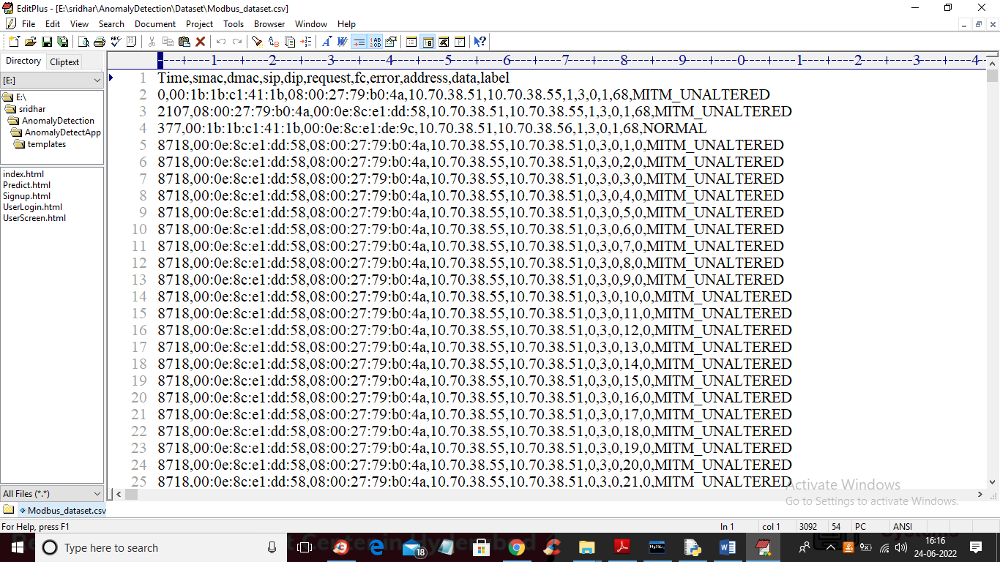 EditPlus - [E:\sridhar\AnomalyDetection\Dataset\Modbus_dataset.csv]
File Edit View Search Document Project Tools Browser Window Help
Directory Cliptext
[E:]
E:\
sridhar
AnomalyDetection
AnomalyDetectApp
templates
index.html
Predict.html
Signup.html
UserLogin.html
UserScreen.html
All Files (*.*)
----+----1----+----2----+----3----+----4----+----5----+----6----+----7----+----8----+----9----+----0----+----1----+----2----+----3----+----4-
1 Time,smac,dmac,sip,dip,request,fc,error,address,data,label
2 0,00:1b:1b:c1:41:1b,08:00:27:79:b0:4a,10.70.38.51,10.70.38.55,1,3,0,1,68,MITM_UNALTERED
3 2107,08:00:27:79:b0:4a,00:0e:8c:e1:dd:58,10.70.38.51,10.70.38.55,1,3,0,1,68,MITM_UNALTERED
4 377,00:1b:1b:c1:41:1b,00:0e:8c:e1:de:9c,10.70.38.51,10.70.38.56,1,3,0,1,68,NORMAL
5 8718,00:0e:8c:e1:dd:58,08:00:27:79:b0:4a,10.70.38.55,10.70.38.51,0,3,0,1,0,MITM_UNALTERED
6 8718,00:0e:8c:e1:dd:58,08:00:27:79:b0:4a,10.70.38.55,10.70.38.51,0,3,0,2,0,MITM_UNALTERED
7 8718,00:0e:8c:e1:dd:58,08:00:27:79:b0:4a,10.70.38.55,10.70.38.51,0,3,0,3,0,MITM_UNALTERED
8 8718,00:0e:8c:e1:dd:58,08:00:27:79:b0:4a,10.70.38.55,10.70.38.51,0,3,0,4,0,MITM_UNALTERED
9 8718,00:0e:8c:e1:dd:58,08:00:27:79:b0:4a,10.70.38.55,10.70.38.51,0,3,0,5,0,MITM_UNALTERED
10 8718,00:0e:8c:e1:dd:58,08:00:27:79:b0:4a,10.70.38.55,10.70.38.51,0,3,0,6,0,MITM_UNALTERED
11 8718,00:0e:8c:e1:dd:58,08:00:27:79:b0:4a,10.70.38.55,10.70.38.51,0,3,0,7,0,MITM_UNALTERED
12 8718,00:0e:8c:e1:dd:58,08:00:27:79:b0:4a,10.70.38.55,10.70.38.51,0,3,0,8,0,MITM_UNALTERED
13 8718,00:0e:8c:e1:dd:58,08:00:27:79:b0:4a,10.70.38.55,10.70.38.51,0,3,0,9,0,MITM_UNALTERED
14 8718,00:0e:8c:e1:dd:58,08:00:27:79:b0:4a,10.70.38.55,10.70.38.51,0,3,0,10,0,MITM_UNALTERED
15 8718,00:0e:8c:e1:dd:58,08:00:27:79:b0:4a,10.70.38.55,10.70.38.51,0,3,0,11,0,MITM_UNALTERED
16 8718,00:0e:8c:e1:dd:58,08:00:27:79:b0:4a,10.70.38.55,10.70.38.51,0,3,0,12,0,MITM_UNALTERED
17 8718,00:0e:8c:e1:dd:58,08:00:27:79:b0:4a,10.70.38.55,10.70.38.51,0,3,0,13,0,MITM_UNALTERED
18 8718,00:0e:8c:e1:dd:58,08:00:27:79:b0:4a,10.70.38.55,10.70.38.51,0,3,0,14,0,MITM_UNALTERED
19 8718,00:0e:8c:e1:dd:58,08:00:27:79:b0:4a,10.70.38.55,10.70.38.51,0,3,0,15,0,MITM_UNALTERED
20 8718,00:0e:8c:e1:dd:58,08:00:27:79:b0:4a,10.70.38.55,10.70.38.51,0,3,0,16,0,MITM_UNALTERED
21 8718,00:0e:8c:e1:dd:58,08:00:27:79:b0:4a,10.70.38.55,10.70.38.51,0,3,0,17,0,MITM_UNALTERED
22 8718,00:0e:8c:e1:dd:58,08:00:27:79:b0:4a,10.70.38.55,10.70.38.51,0,3,0,18,0,MITM_UNALTERED
23 8718,00:0e:8c:e1:dd:58,08:00:27:79:b0:4a,10.70.38.55,10.70.38.51,0,3,0,19,0,MITM_UNALTERED
24 8718,00:0e:8c:e1:dd:58,08:00:27:79:b0:4a,10.70.38.55,10.70.38.51,0,3,0,20,0,MITM_UNALTERED
25 8718,00:0e:8c:e1:dd:58,08:00:27:79:b0:4a,10.70.38.55,10.70.38.51,0,3,0,21,0,MITM_UNALTERED
Activate Windows
Go to Settings to activate Windows.
Modbus_dataset.csv
For Help, press F1 ln 1 col 1 3092 54 PC ANSI
Type here to search
18
16:16
24-06-2022